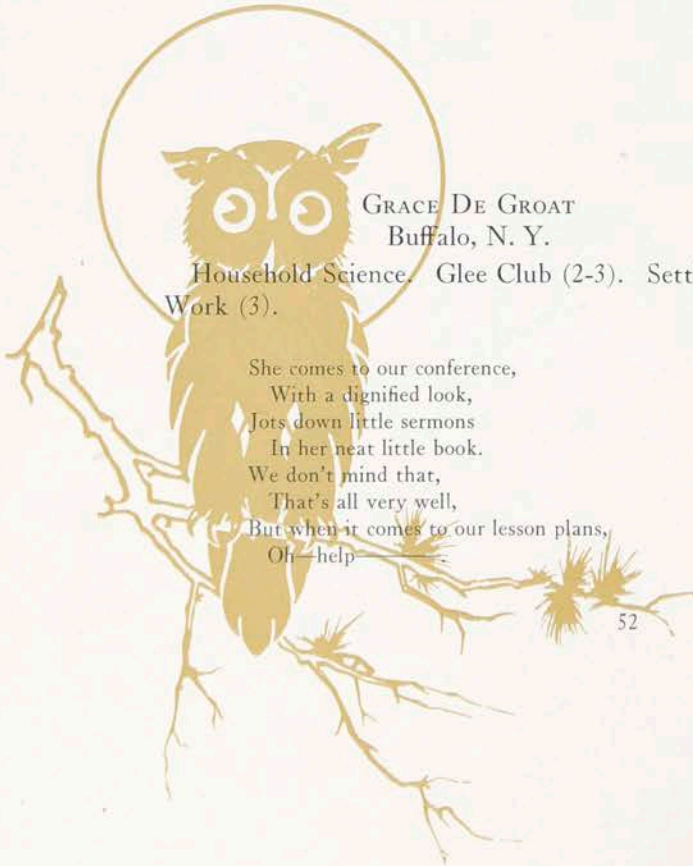 GRACE DE GROAT
Buffalo, N. Y.
Household Science. Glee Club (2-3). Sett
Work (3).
She comes to our conference,
With a dignified look,
Jots down little sermons
In her neat little book.
We don't mind that,
That's all very well,
But when it comes to our lesson plans,
Oh—help———.
52